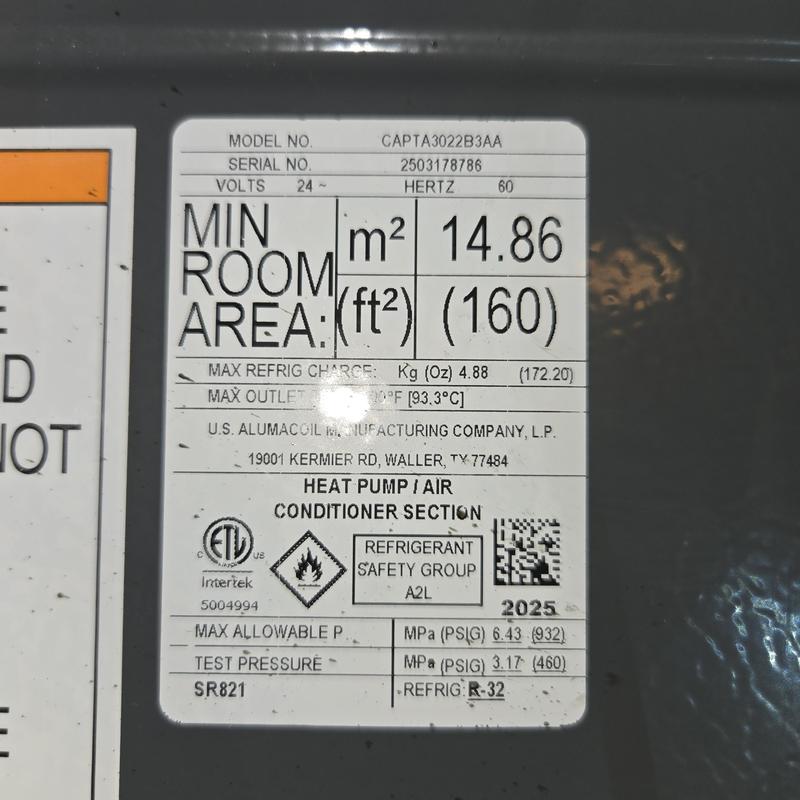 MODEL NO. CAPTA3022B3AA
SERIAL NO. 2503178786
VOLTS 24 ~ HERTZ 60
MIN ROOM AREA:
m² 14.86
(ft²) (160)
MAX REFRIG CHARGE: Kg (Oz) 4.88 (172.20)
MAX OUTLET °F [93.3°C]
U.S. ALUMACOIL MANUFACTURING COMPANY, L.P.
19001 KERMIER RD, WALLER, TX 77484
HEAT PUMP / AIR
CONDITIONER SECTION
C ETL US
Intertek
5004994
REFRIGERANT
SAFETY GROUP
A2L
2025
MAX ALLOWABLE P MPa (PSIG) 6.43 (932)
TEST PRESSURE MPa (PSIG) 3.17 (460)
SR821 REFRIG: R-32
E
D
NOT
E